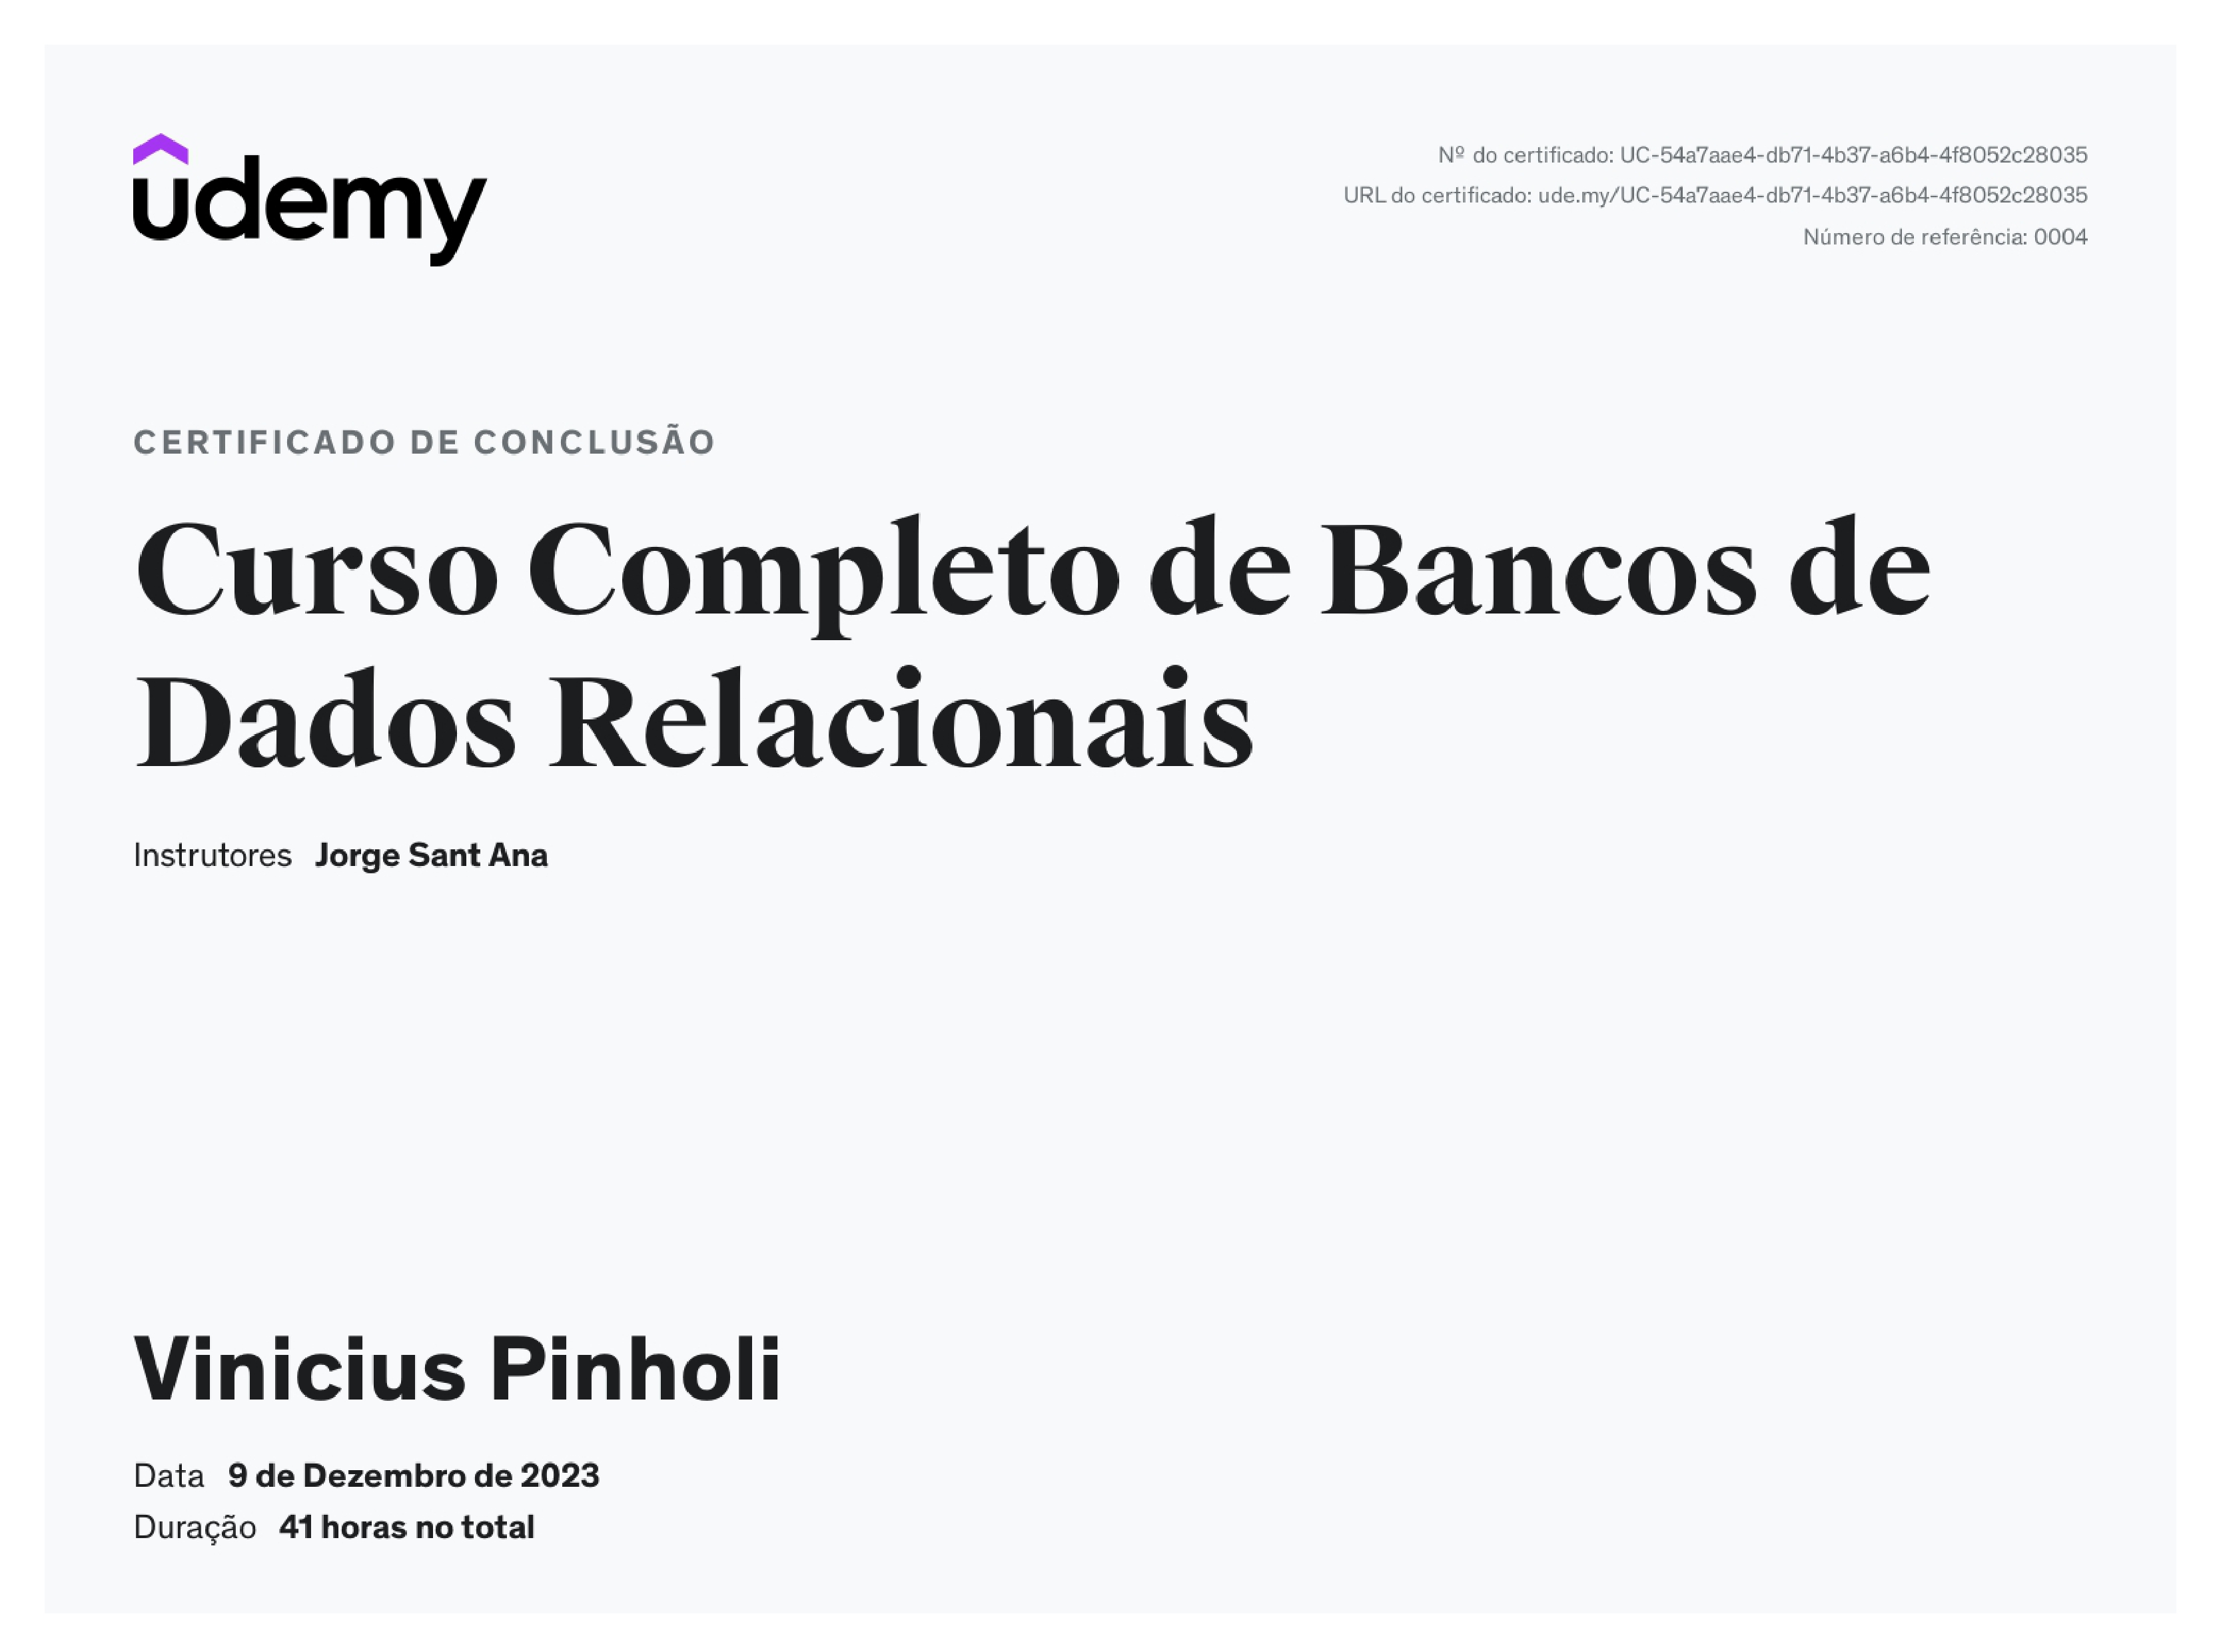 udemy
Nº do certificado: UC-54a7aae4-db71-4b37-a6b4-4f8052c28035
URL do certificado: ude.my/UC-54a7aae4-db71-4b37-a6b4-4f8052c28035
Número de referência: 0004
CERTIFICADO DE CONCLUSÃO
Curso Completo de Bancos de
Dados Relacionais
Instrutores Jorge Sant Ana
Vinicius Pinholi
Data 9 de Dezembro de 2023
Duração 41 horas no total